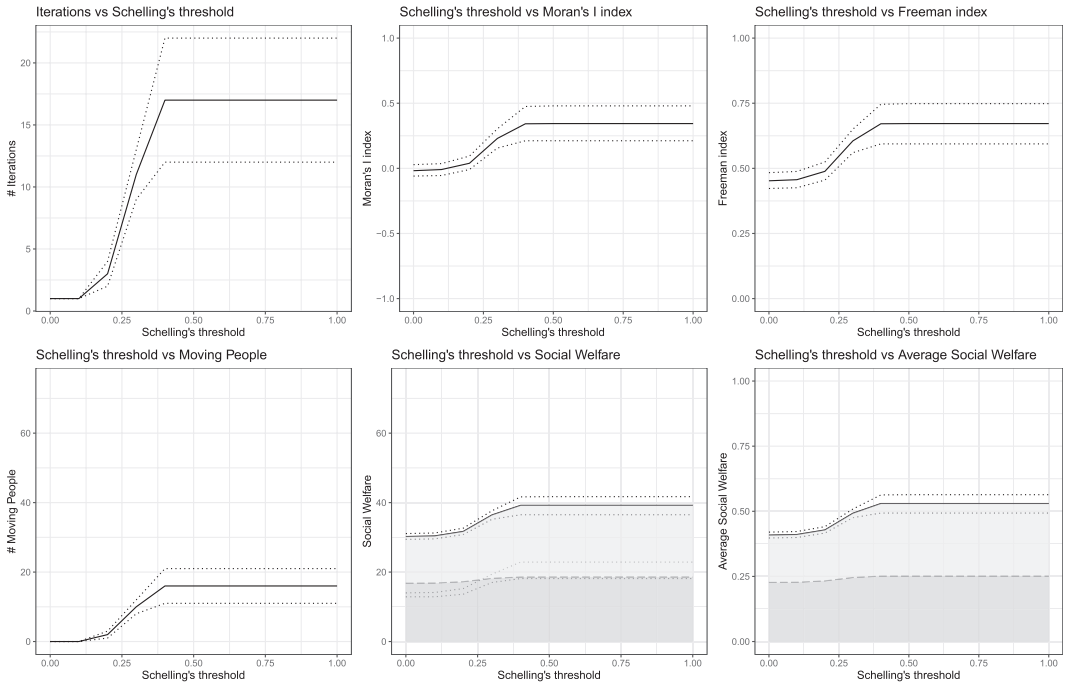 Iterations vs Schelling's threshold
# Iterations
20
15
10
5
0
0.00 0.25 0.50 0.75 1.00
Schelling's threshold
Schelling's threshold vs Moran's I index
Moran's I index
1.0
0.5
0.0
−0.5
−1.0
0.00 0.25 0.50 0.75 1.00
Schelling's threshold
Schelling's threshold vs Freeman index
Freeman index
1.00
0.75
0.50
0.25
0.00
0.00 0.25 0.50 0.75 1.00
Schelling's threshold
Schelling's threshold vs Moving People
# Moving People
60
40
20
0
0.00 0.25 0.50 0.75 1.00
Schelling's threshold
Schelling's threshold vs Social Welfare
Social Welfare
60
40
20
0
0.00 0.25 0.50 0.75 1.00
Schelling's threshold
Schelling's threshold vs Average Social Welfare
Average Social Welfare
1.00
0.75
0.50
0.25
0.00
0.00 0.25 0.50 0.75 1.00
Schelling's threshold